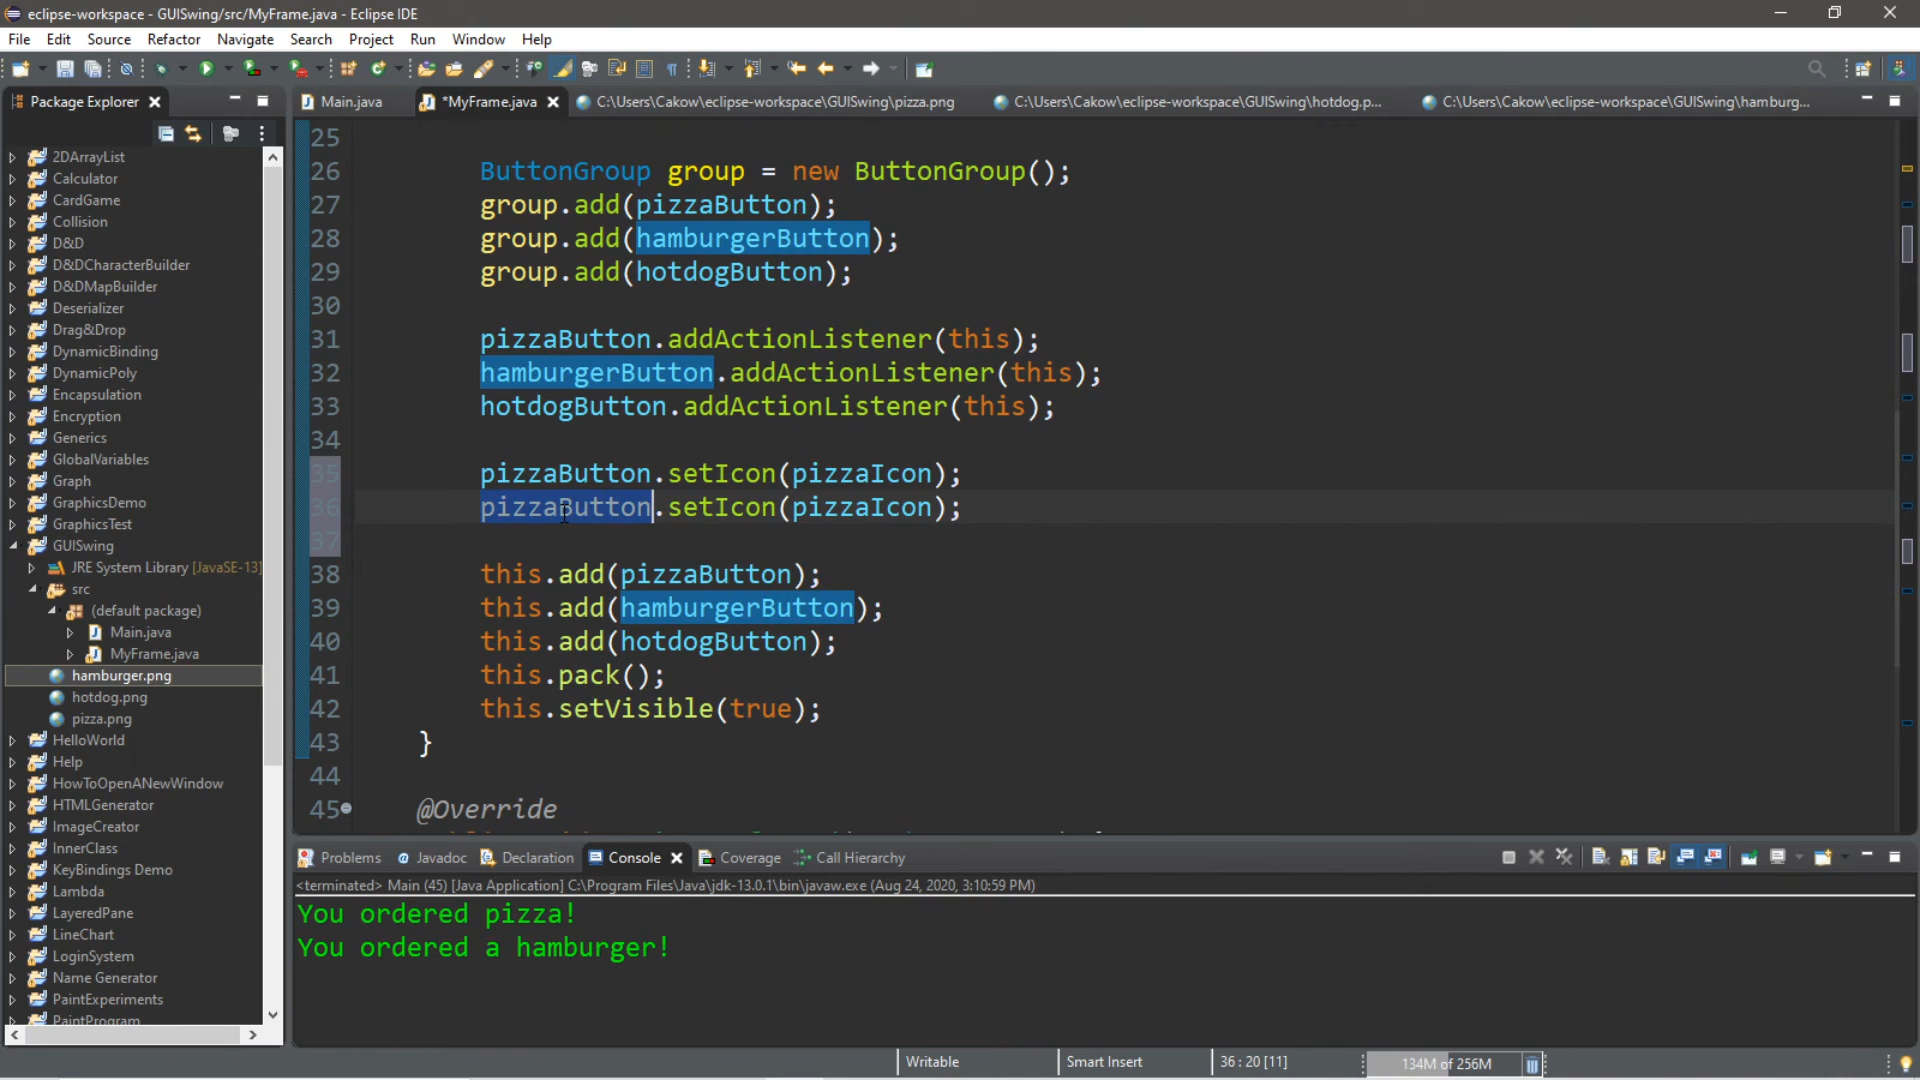 eclipse-workspace - GUISwing/src/MyFrame.java - Eclipse IDE
File Edit Source Refactor Navigate Search Project Run Window Help
Package Explorer
Main.java *MyFrame.java C:\Users\Cakow\eclipse-workspace\GUISwing\pizza.png C:\Users\Cakow\eclipse-workspace\GUISwing\hotdog.p... C:\Users\Cakow\eclipse-workspace\GUISwing\hamburg...
2DArrayList
Calculator
CardGame
Collision
D&D
D&DCharacterBuilder
D&DMapBuilder
Deserializer
Drag&Drop
DynamicBinding
DynamicPoly
Encapsulation
Encryption
Generics
GlobalVariables
Graph
GraphicsDemo
GraphicsTest
GUISwing
JRE System Library [JavaSE-13]
src
(default package)
Main.java
MyFrame.java
hamburger.png
hotdog.png
pizza.png
HelloWorld
Help
HowToOpenANewWindow
HTMLGenerator
ImageCreator
InnerClass
KeyBindings Demo
Lambda
LayeredPane
LineChart
LoginSystem
Name Generator
PaintExperiments
PaintProgram
25
26 ButtonGroup group = new ButtonGroup();
27 group.add(pizzaButton);
28 group.add(hamburgerButton);
29 group.add(hotdogButton);
30
31 pizzaButton.addActionListener(this);
32 hamburgerButton.addActionListener(this);
33 hotdogButton.addActionListener(this);
34
35 pizzaButton.setIcon(pizzaIcon);
36 pizzaButton.setIcon(pizzaIcon);
37
38 this.add(pizzaButton);
39 this.add(hamburgerButton);
40 this.add(hotdogButton);
41 this.pack();
42 this.setVisible(true);
43 }
44
45 @Override
Problems @ Javadoc Declaration Console Coverage Call Hierarchy
<terminated> Main (45) [Java Application] C:\Program Files\Java\jdk-13.0.1\bin\javaw.exe (Aug 24, 2020, 3:10:59 PM)
You ordered pizza!
You ordered a hamburger!
Writable Smart Insert 36 : 20 [11] 134M of 256M